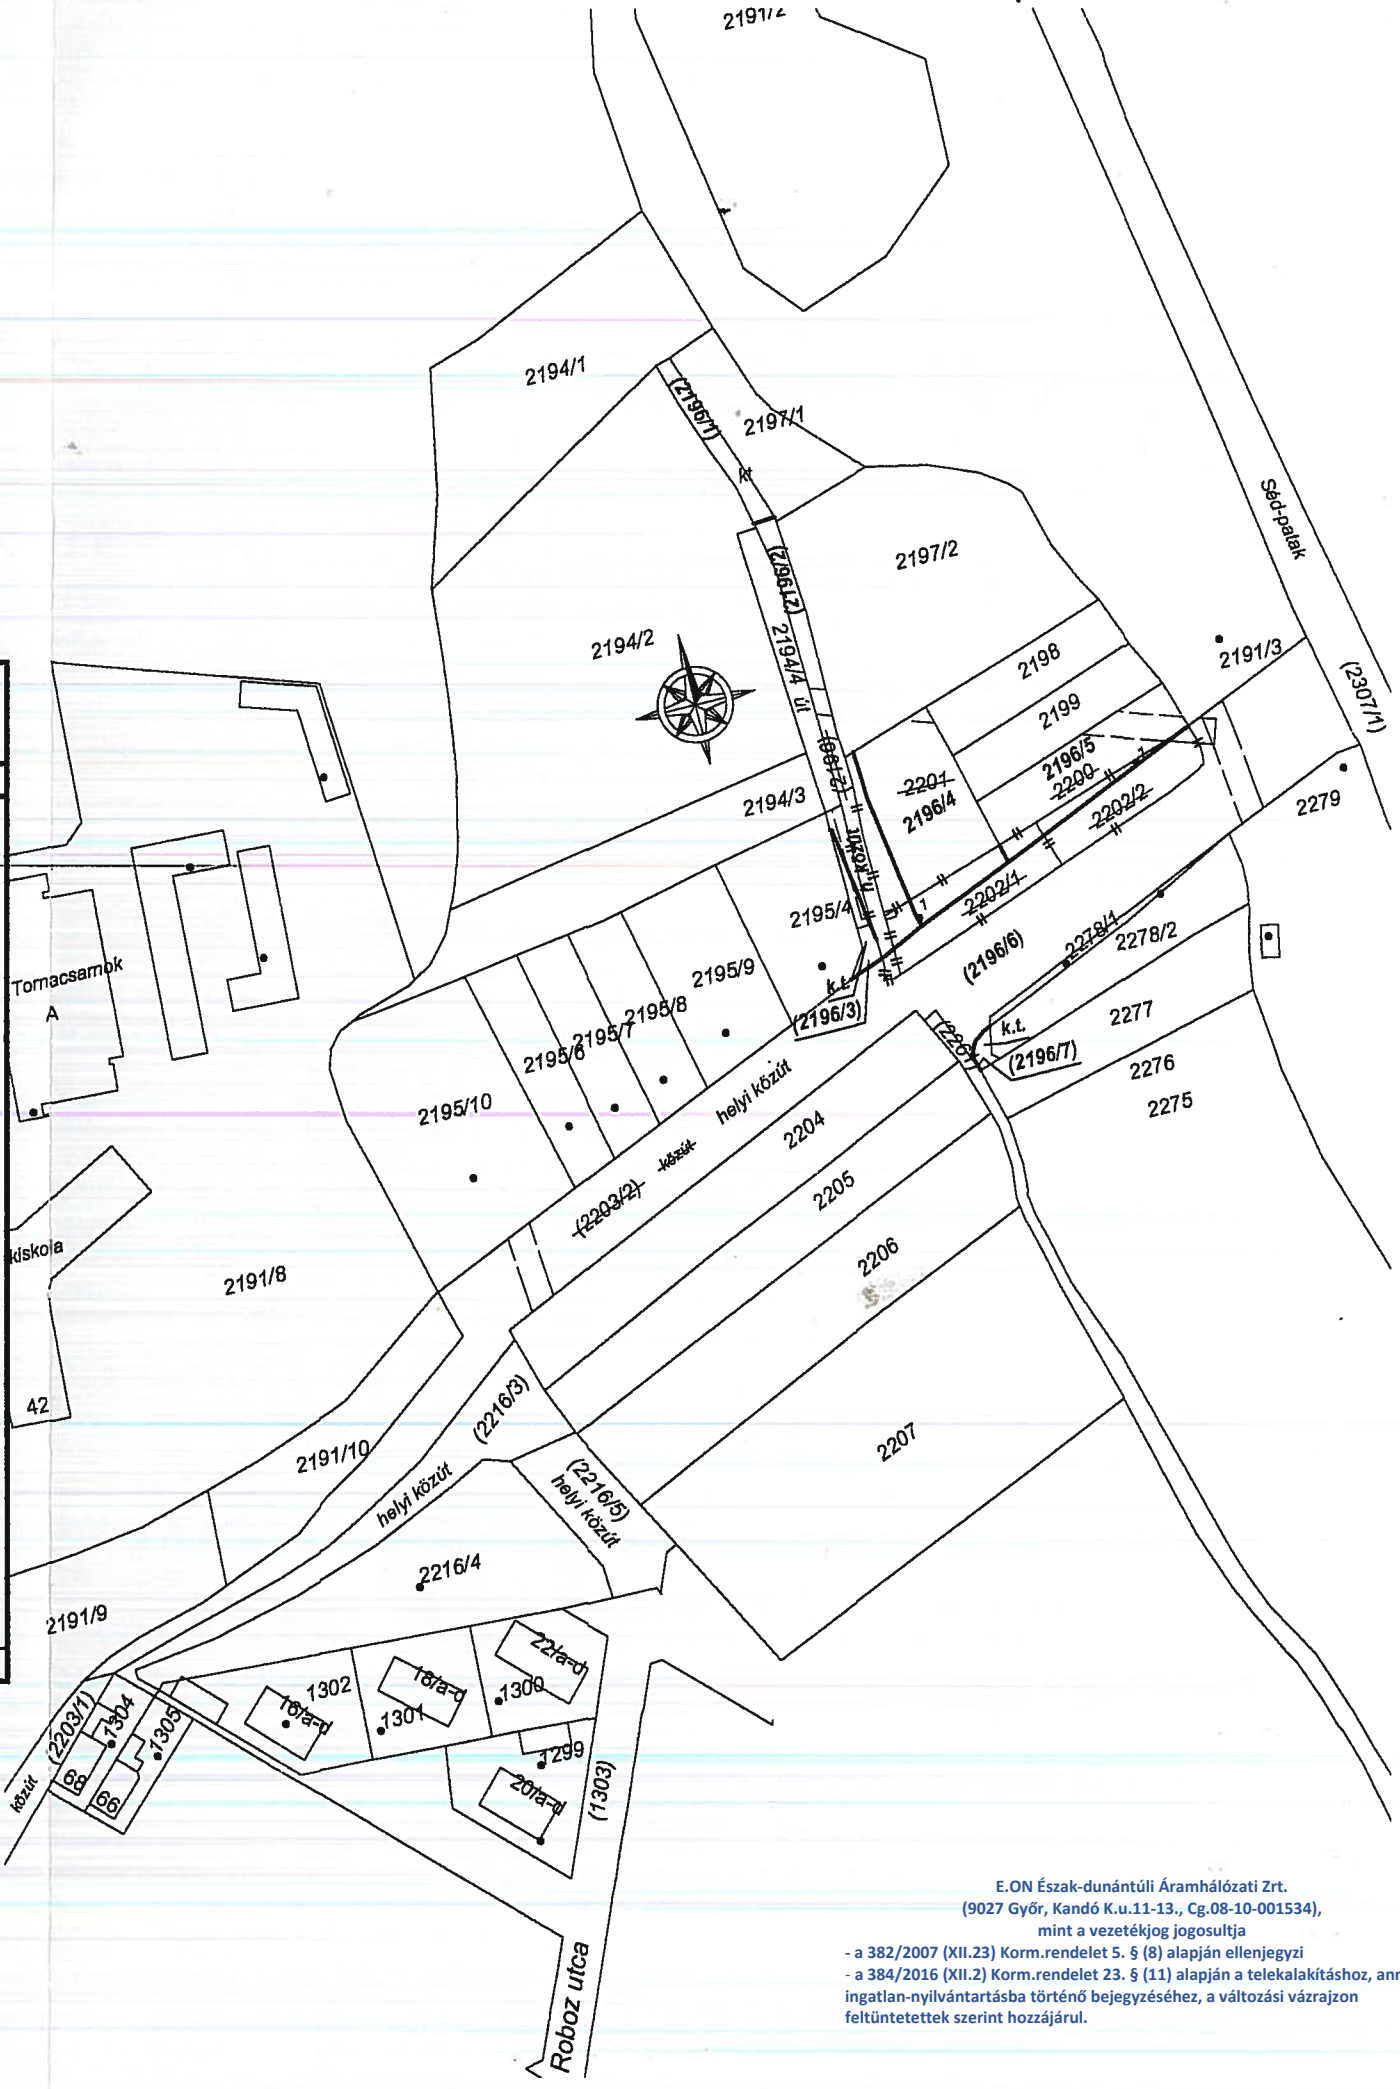 2191/2
2194/1
(2196/1)
2197/1
kt
Séd-patak
2197/2
(2196/2)
2194/2
2194/4 út
2198
2191/3
(2307/1)
2199
2196/5
2200
(2198)
2201
2196/4
2202/2
2194/3
2279
h. közút
2195/4
2202/1
1
2278/1
2278/2
(2196/6)
Tornacsarnok
A
2195/9
k.t.
(2196/3)
2195/8
2195/7
2195/6
2277
k.t.
(2196/7)
2276
2195/10
helyi közút
2275
2204
közút
(2203/2)
2205
kiskola
2206
2191/8
42
(2216/3)
2207
2191/10
helyi közút
(2216/5)
helyi közút
2216/4
2191/9
22/a-d
18/a-d
1302
1300
16/a-d
1301
(2203/1)
1304
1305
1299
68
66
közút
20/a-d
(1303)
Roboz utca
E.ON Észak-dunántúli Áramhálózati Zrt.
(9027 Győr, Kandó K.u.11-13., Cg.08-10-001534),
mint a vezetékjog jogosultja
- a 382/2007 (XII.23) Korm.rendelet 5. § (8) alapján ellenjegyzi
- a 384/2016 (XII.2) Korm.rendelet 23. § (11) alapján a telekalakításhoz, ann
ingatlan-nyilvántartásba történő bejegyzéséhez, a változási vázrajzon
feltüntetettek szerint hozzájárul.